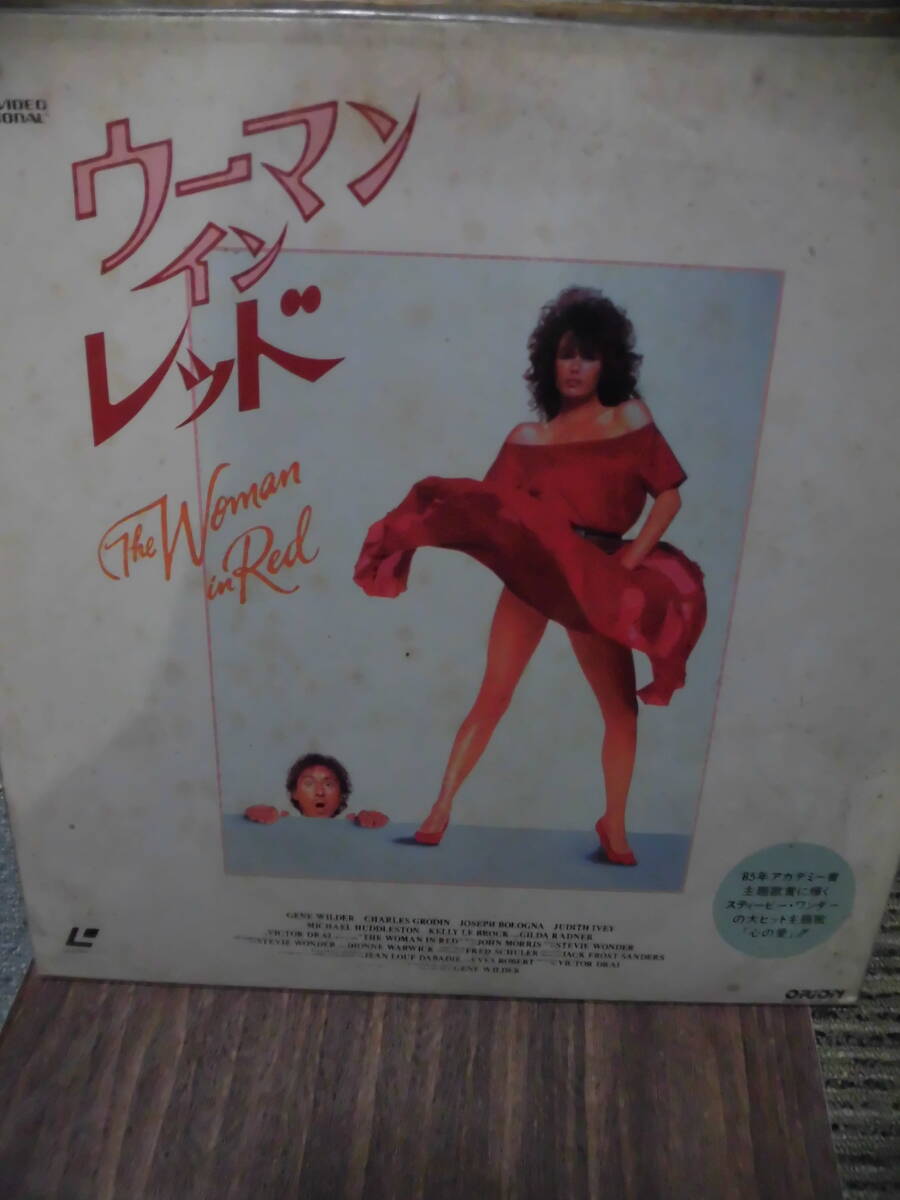 VIDEO
ウーマン
イン
レッド
The Woman
in Red
'85年アカデミー賞
主題歌賞に輝く
スティービー・ワンダー
の大ヒット主題歌
「心の愛」!!
GENE WILDER CHARLES GRODIN JOSEPH BOLOGNA JUDITH IVEY
MICHAEL HUDDLESTON KELLY LE BROCK GILDA RADNER
VICTOR DRAI "THE WOMAN IN RED" JOHN MORRIS STEVIE WONDER
STEVIE WONDER DIONNE WARWICK FRED SCHULER JACK FROST SANDERS
JEAN LOUP DABADIE YVES ROBERT VICTOR DRAI
GENE WILDER
ORION